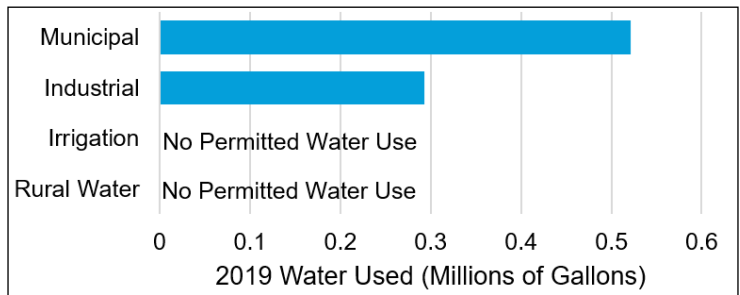 Municipal
Industrial
Irrigation No Permitted Water Use
Rural Water No Permitted Water Use
0 0.1 0.2 0.3 0.4 0.5 0.6
2019 Water Used (Millions of Gallons)